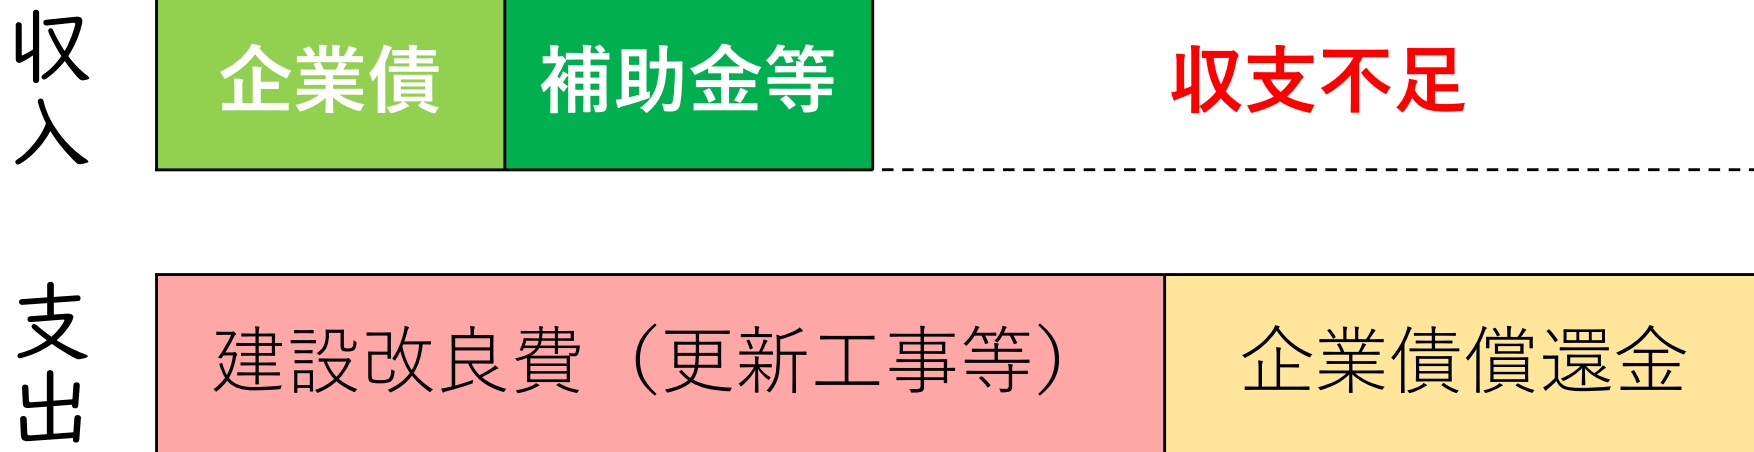 収入
企業債
補助金等
収支不足
支出
建設改良費（更新工事等）
企業債償還金